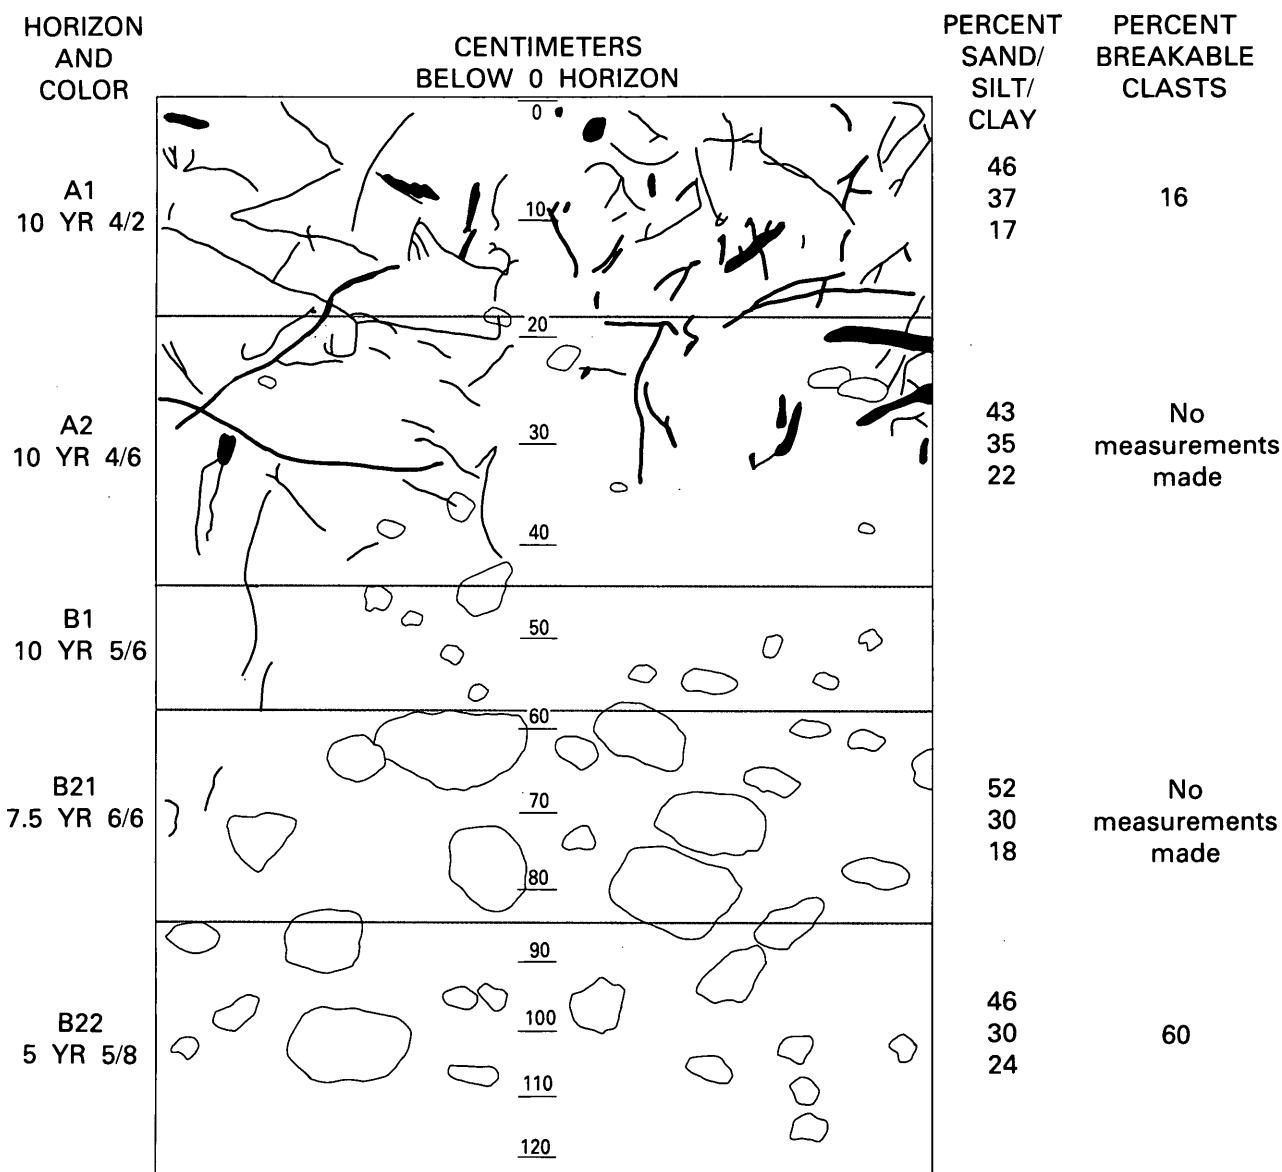 HORIZON
AND
COLOR
CENTIMETERS
BELOW 0 HORIZON
PERCENT
SAND/
SILT/
CLAY
PERCENT
BREAKABLE
CLASTS
0
A1
10 YR 4/2
10
46
37
17
16
20
A2
10 YR 4/6
30
43
35
22
No
measurements
made
40
B1
10 YR 5/6
50
60
B21
7.5 YR 6/6
70
80
52
30
18
No
measurements
made
90
B22
5 YR 5/8
100
110
120
46
30
24
60